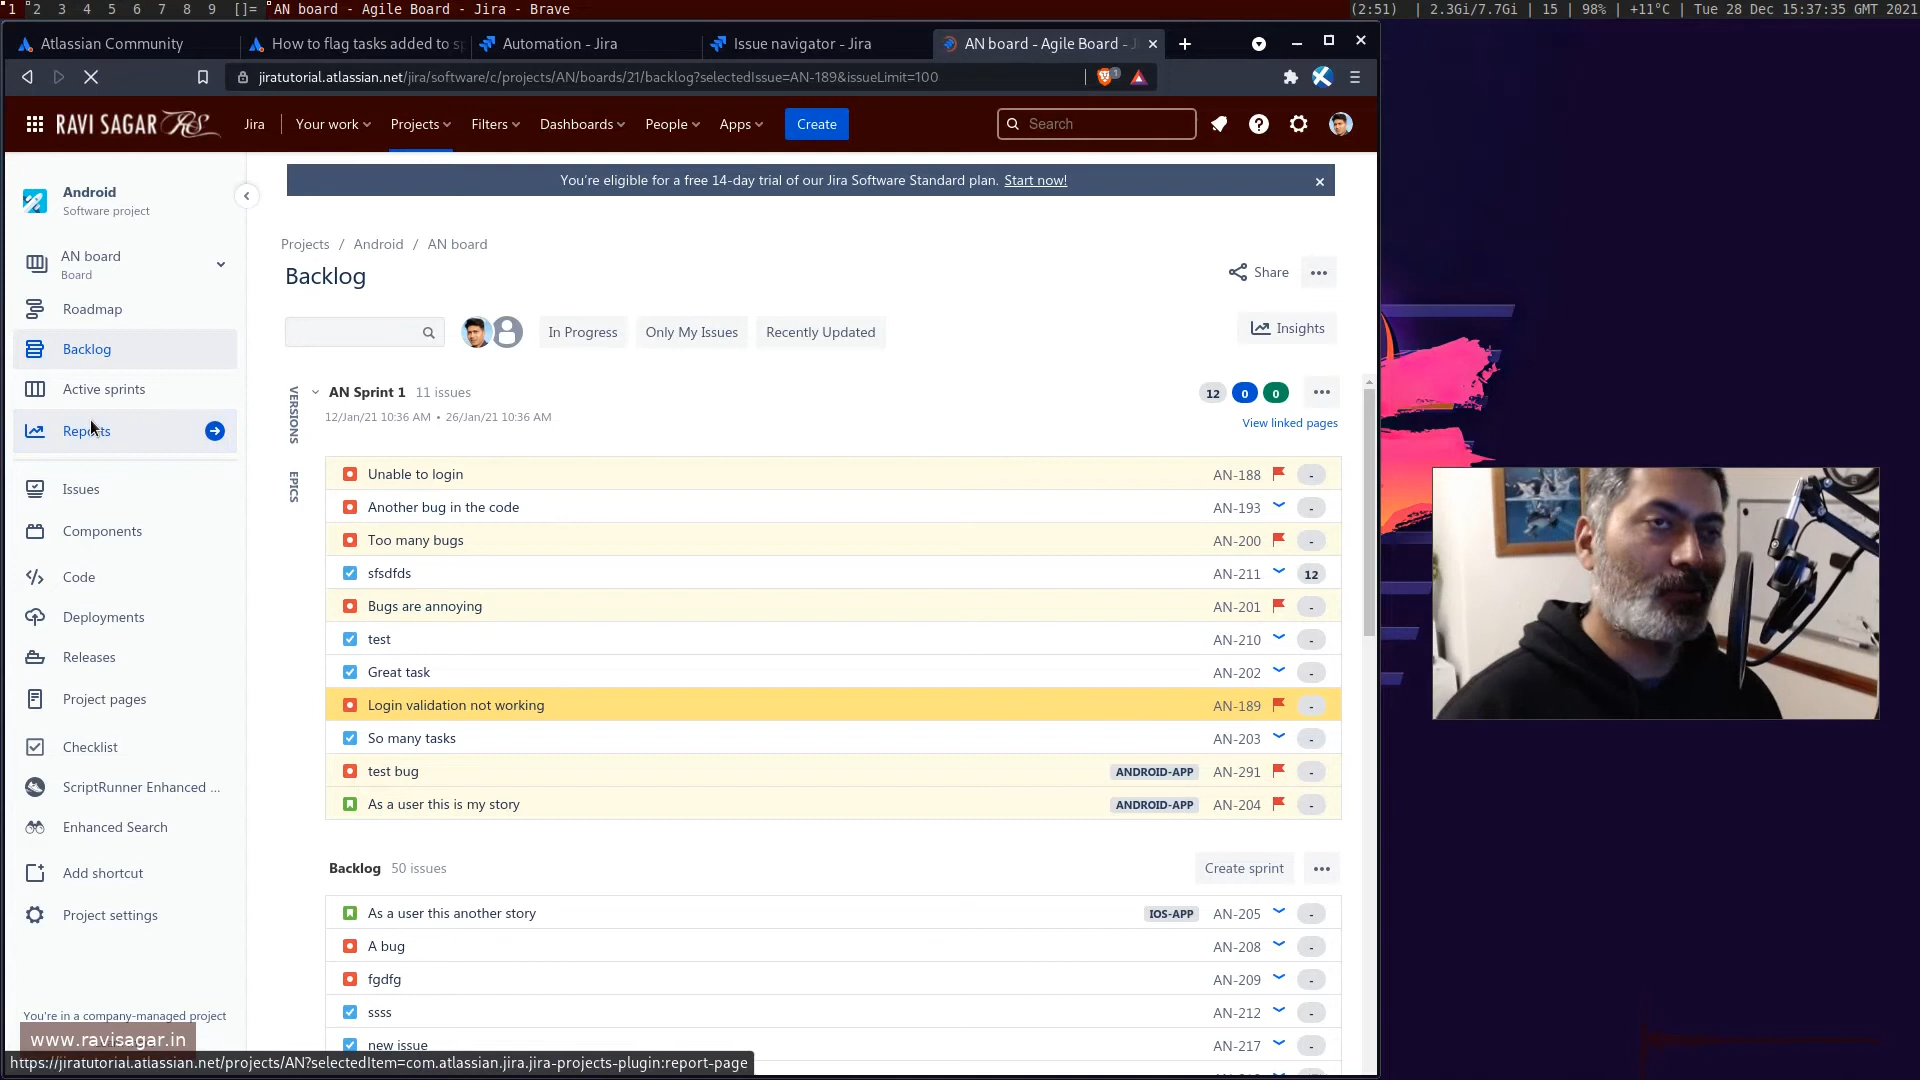 1 2 3 4 5 6 7 8 9 []= AN board - Agile Board - Jira - Brave (2:51) | 2.3Gi/7.7Gi | 15 | 98% | +11°C | Tue 28 Dec 15:37:35 GMT 2021
Atlassian Community How to flag tasks added to sp Automation - Jira Issue navigator - Jira AN board - Agile Board - J
jiratutorial.atlassian.net/jira/software/c/projects/AN/boards/21/backlog?selectedIssue=AN-189&issueLimit=100 1
RAVI SAGAR RS Jira Your work Projects Filters Dashboards People Apps Create Search
You're eligible for a free 14-day trial of our Jira Software Standard plan. Start now!
Android
Software project
AN board
Board
Roadmap
Backlog
Active sprints
Reports
Issues
Components
Code
Deployments
Releases
Project pages
Checklist
ScriptRunner Enhanced ...
Enhanced Search
Add shortcut
Project settings
You're in a company-managed project
www.ravisagar.in
Projects / Android / AN board
Backlog
Share
In Progress Only My Issues Recently Updated Insights
VERSIONS
EPICS
AN Sprint 1 11 issues 12 0 0
12/Jan/21 10:36 AM • 26/Jan/21 10:36 AM
View linked pages
Unable to login AN-188 -
Another bug in the code AN-193 -
Too many bugs AN-200 -
sfsdfds AN-211 12
Bugs are annoying AN-201 -
test AN-210 -
Great task AN-202 -
Login validation not working AN-189 -
So many tasks AN-203 -
test bug ANDROID-APP AN-291 -
As a user this is my story ANDROID-APP AN-204 -
Backlog 50 issues Create sprint
As a user this another story IOS-APP AN-205 -
A bug AN-208 -
fgdfg AN-209 -
ssss AN-212 -
new issue AN-217 -
https://jiratutorial.atlassian.net/projects/AN?selectedItem=com.atlassian.jira.jira-projects-plugin:report-page